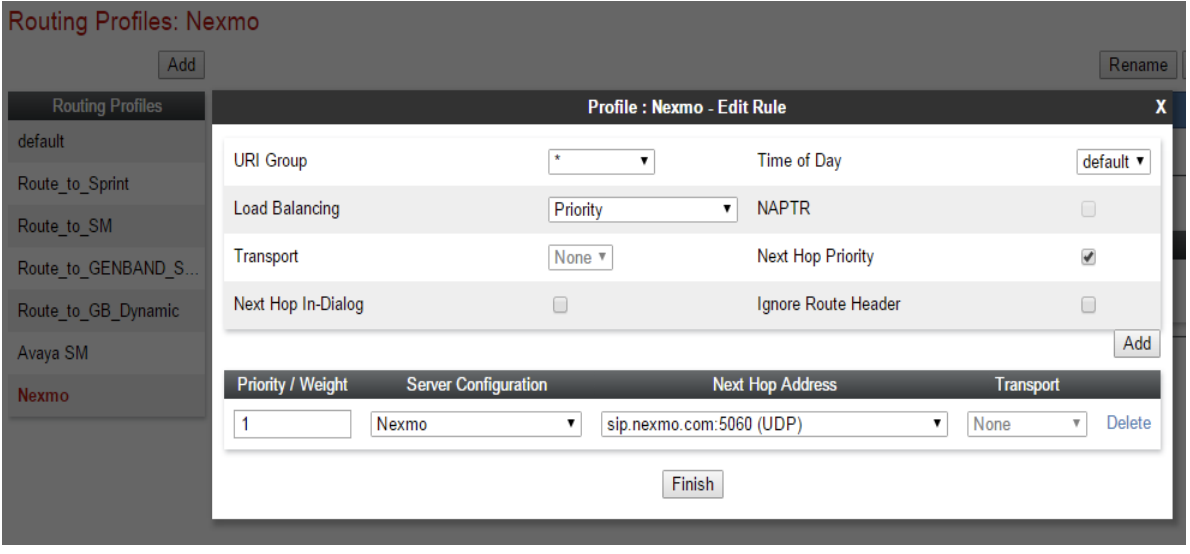 Routing Profiles: Nexmo
Add
Rename
Routing Profiles
default
Route_to_Sprint
Route_to_SM
Route_to_GENBAND_S...
Route_to_GB_Dynamic
Avaya SM
Nexmo
Profile : Nexmo - Edit Rule X
URI Group * Time of Day default
Load Balancing Priority NAPTR
Transport None Next Hop Priority
Next Hop In-Dialog Ignore Route Header
Add
Priority / Weight Server Configuration Next Hop Address Transport
1 Nexmo sip.nexmo.com:5060 (UDP) None Delete
Finish